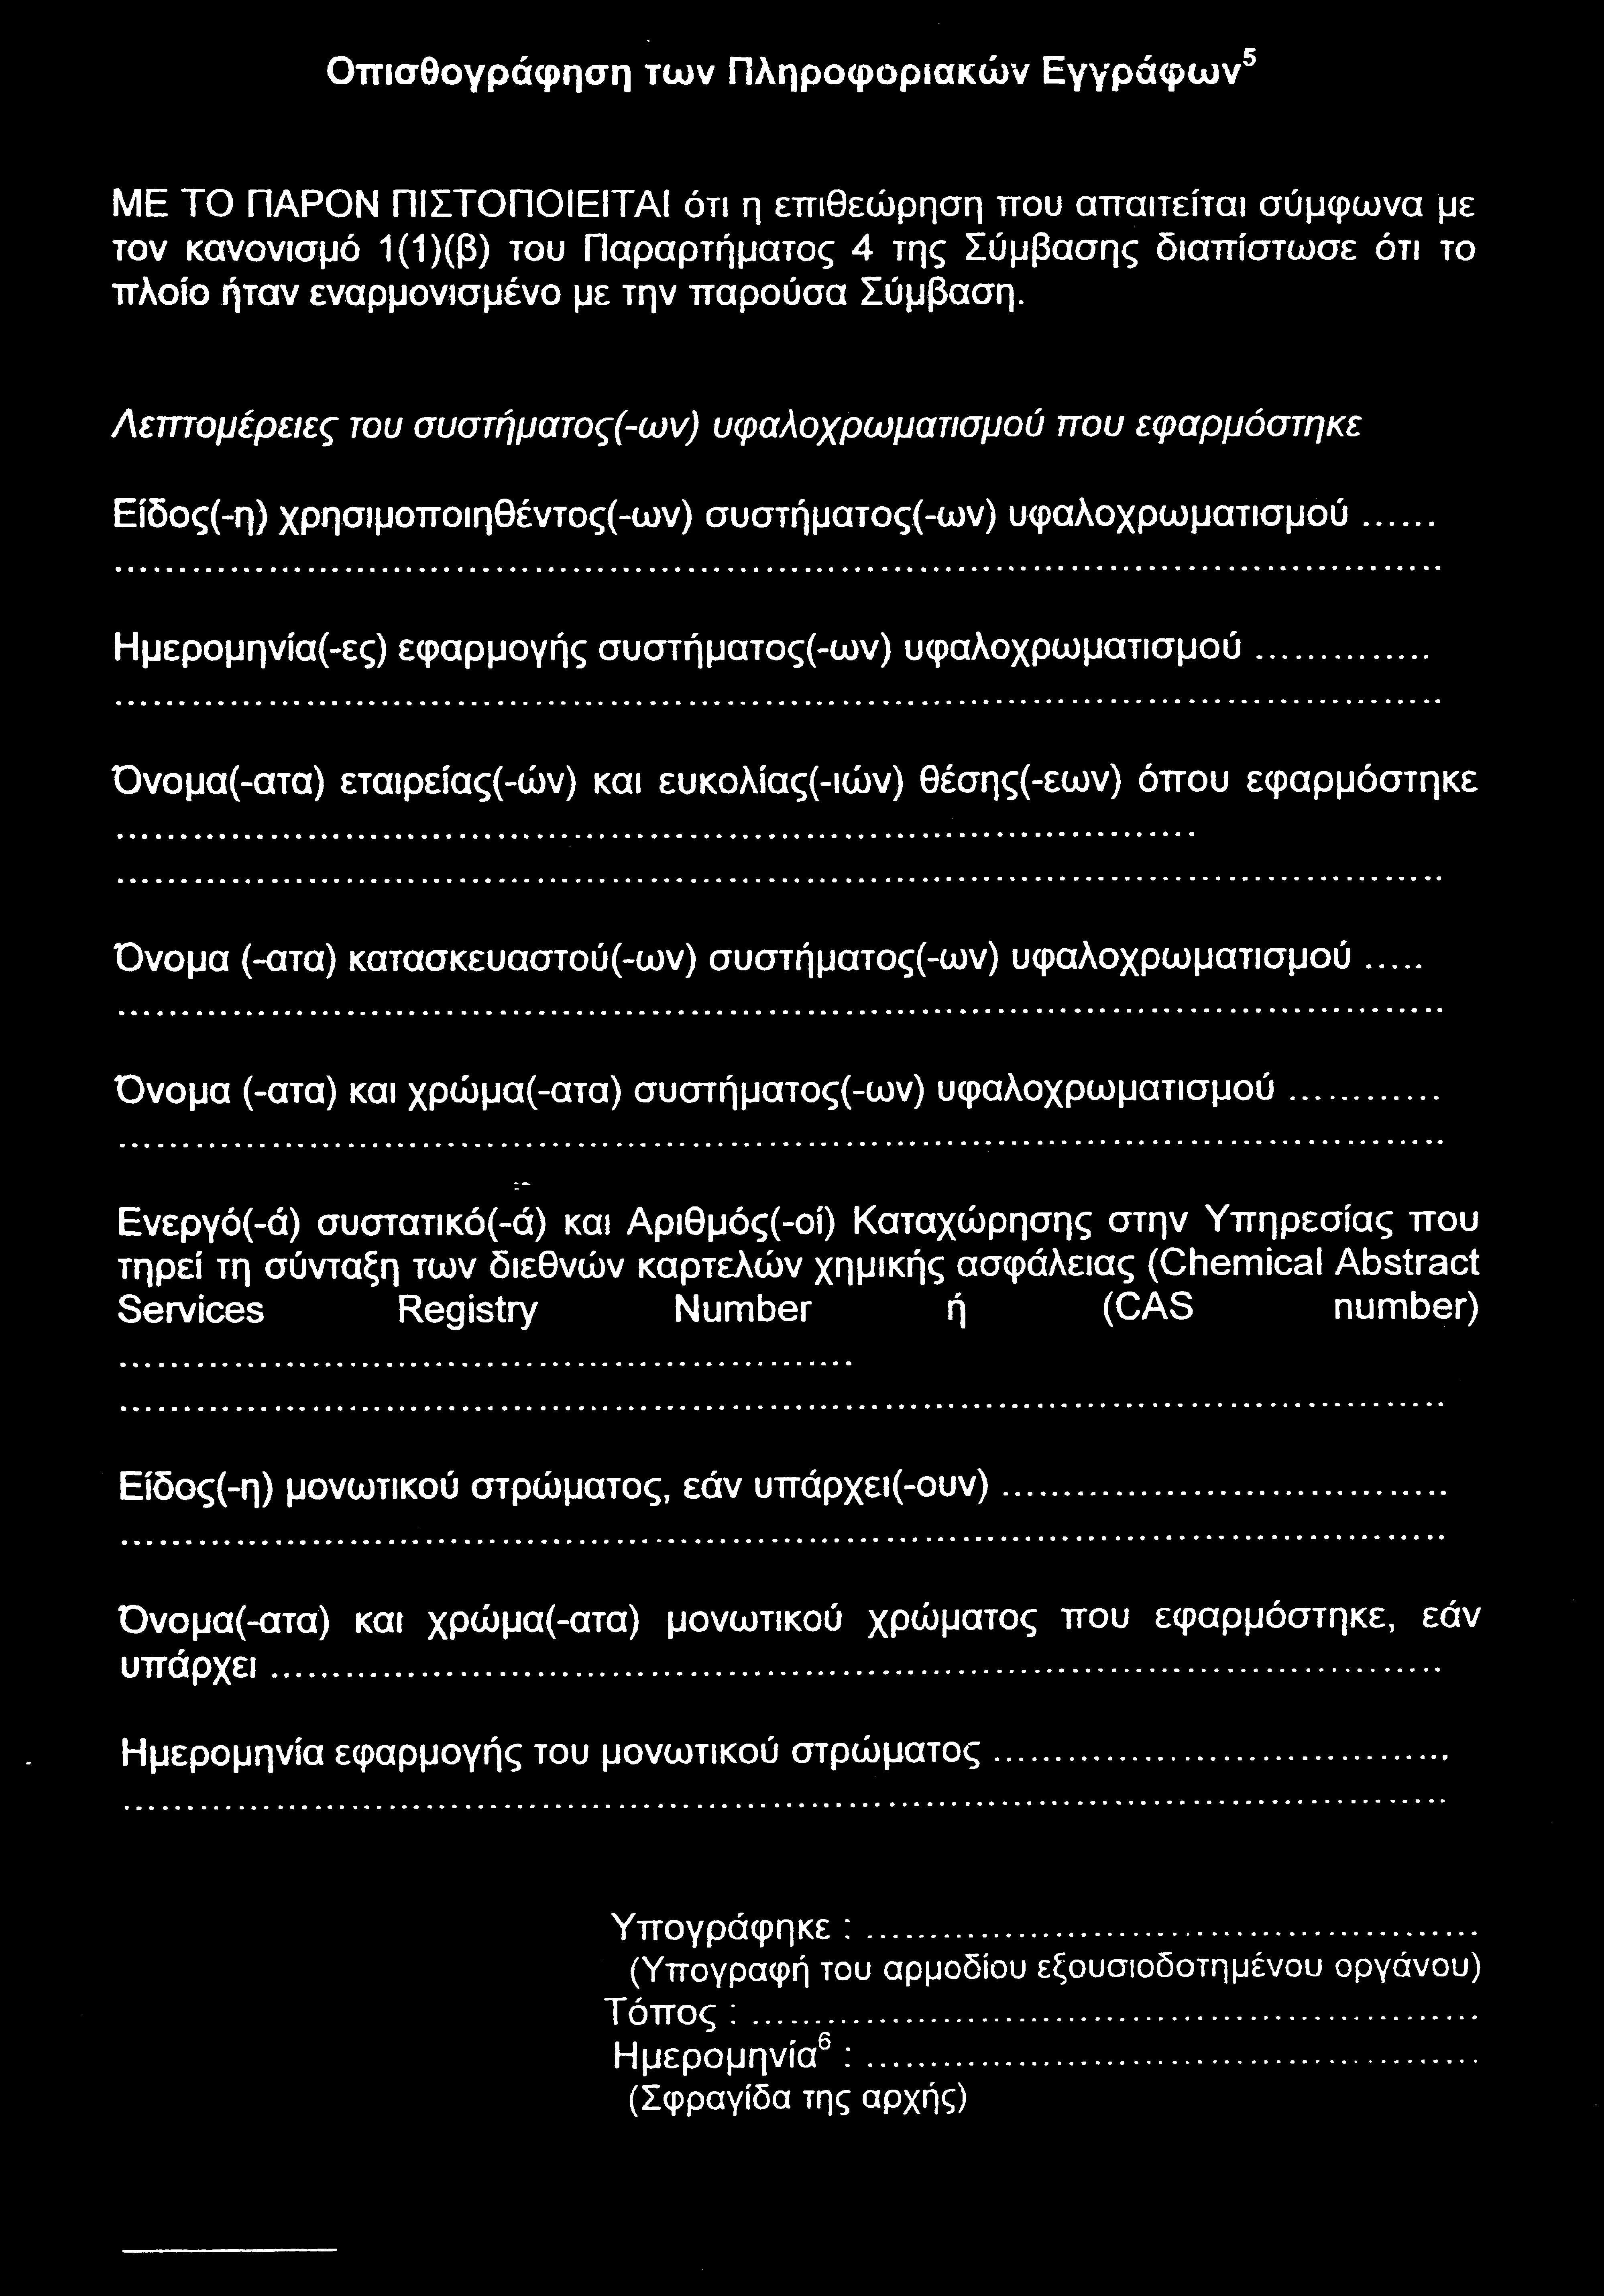 Οπισθογράφηση των Πληροφοριακών Εγγράφων⁵
ΜΕ ΤΟ ΠΑΡΟΝ ΠΙΣΤΟΠΟΙΕΙΤΑΙ ότι η επιθεώρηση που απαιτείται σύμφωνα με
τον κανονισμό 1(1)(β) του Παραρτήματος 4 της Σύμβασης διαπίστωσε ότι το
πλοίο ήταν εναρμονισμένο με την παρούσα Σύμβαση.
Λεπτομέρειες του συστήματος(-ων) υφαλοχρωματισμού που εφαρμόστηκε
Είδος(-η) χρησιμοποιηθέντος(-ων) συστήματος(-ων) υφαλοχρωματισμού ......
................................................................................
Ημερομηνία(-ες) εφαρμογής συστήματος(-ων) υφαλοχρωματισμού ..............
................................................................................
Όνομα(-ατα) εταιρείας(-ών) και ευκολίας(-ιών) θέσης(-εων) όπου εφαρμόστηκε
................................................................
................................................................................
Όνομα (-ατα) κατασκευαστού(-ων) συστήματος(-ων) υφαλοχρωματισμού .....
................................................................................
Όνομα (-ατα) και χρώμα(-ατα) συστήματος(-ων) υφαλοχρωματισμού ............
................................................................................
Ενεργό(-ά) συστατικό(-ά) και Αριθμός(-οί) Καταχώρησης στην Υπηρεσίας που
τηρεί τη σύνταξη των διεθνών καρτελών χημικής ασφάλειας (Chemical Abstract
Services Registry Number ή (CAS number)
............................................
................................................................................
Είδος(-η) μονωτικού στρώματος, εάν υπάρχει(-ουν) ....................................
................................................................................
Όνομα(-ατα) και χρώμα(-ατα) μονωτικού χρώματος που εφαρμόστηκε, εάν
υπάρχει ................................................................................
Ημερομηνία εφαρμογής του μονωτικού στρώματος ....................................
................................................................................
Υπογράφηκε : ..................................................
(Υπογραφή του αρμοδίου εξουσιοδοτημένου οργάνου)
Τόπος : ............................................................
Ημερομηνία⁶ : ..................................................
(Σφραγίδα της αρχής)